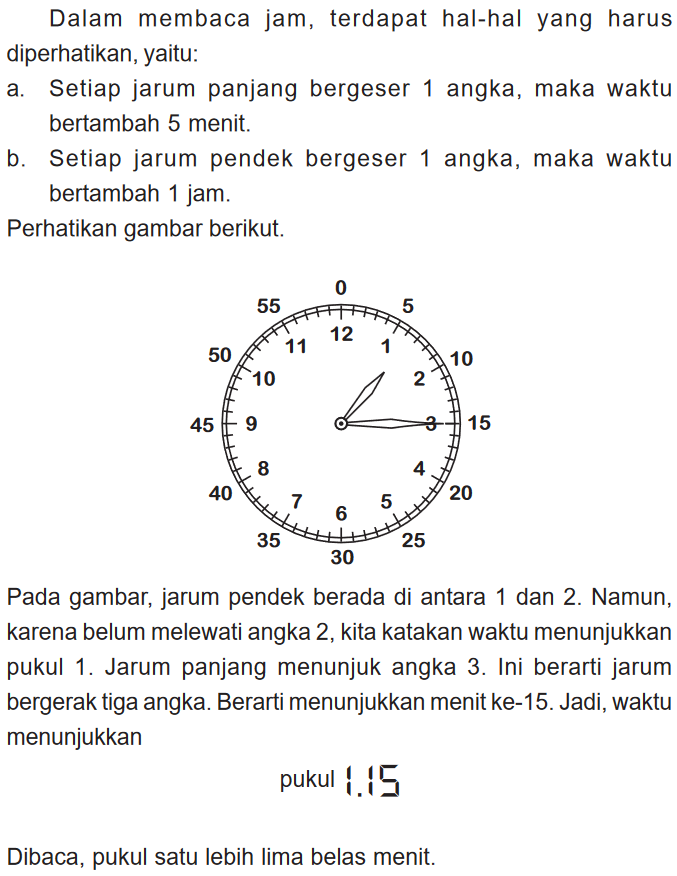 Dalam membaca jam, terdapat hal-hal yang harus
diperhatikan, yaitu:
a. Setiap jarum panjang bergeser 1 angka, maka waktu
bertambah 5 menit.
b. Setiap jarum pendek bergeser 1 angka, maka waktu
bertambah 1 jam.
Perhatikan gambar berikut.
0
55 5
12
11 1
50 10
10 2
45 9 3 15
8 4
40 20
7 5
6
35 25
30
Pada gambar, jarum pendek berada di antara 1 dan 2. Namun,
karena belum melewati angka 2, kita katakan waktu menunjukkan
pukul 1. Jarum panjang menunjuk angka 3. Ini berarti jarum
bergerak tiga angka. Berarti menunjukkan menit ke-15. Jadi, waktu
menunjukkan
pukul 1.15
Dibaca, pukul satu lebih lima belas menit.